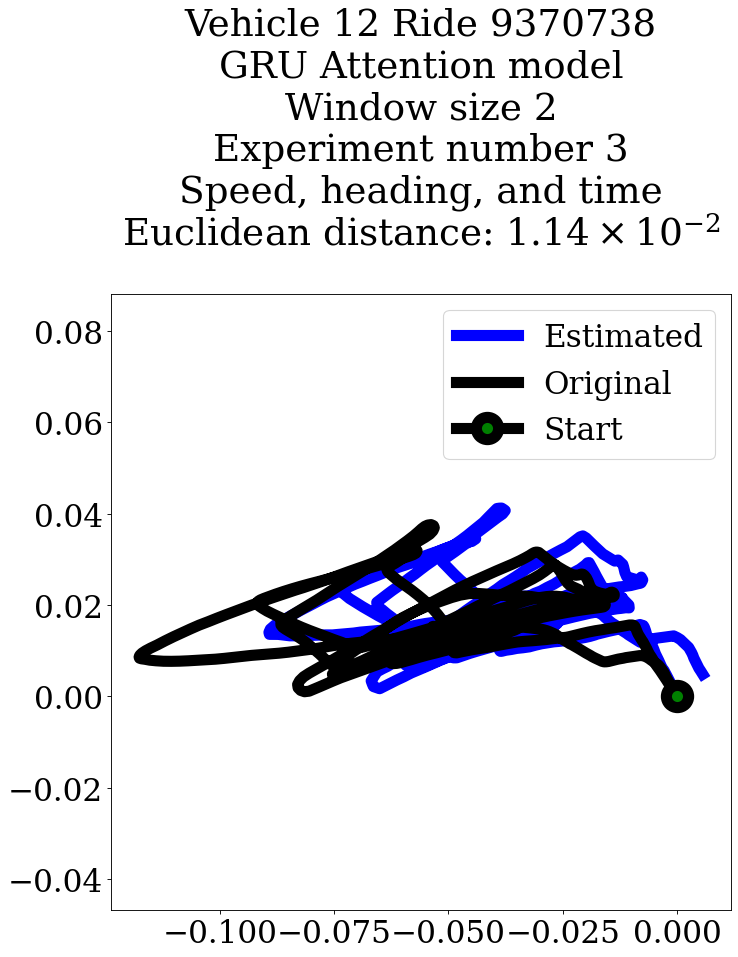 Vehicle 12 Ride 9370738
GRU Attention model
Window size 2
Experiment number 3
Speed, heading, and time
Euclidean distance: 1.14 × 10⁻²
Estimated
Original
Start
0.08
0.06
0.04
0.02
0.00
−0.02
−0.04
−0.100 −0.075 −0.050 −0.025 0.000